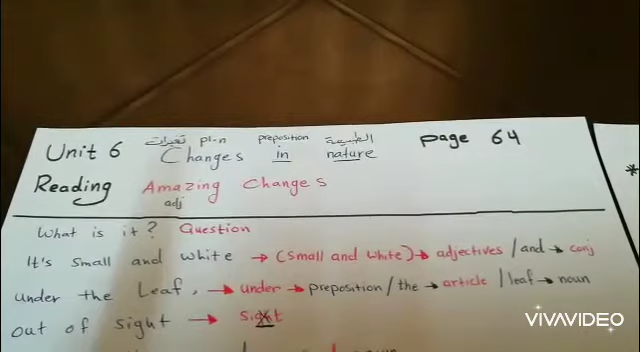 تغيرات pl-n preposition الطبيعة
Unit 6 Changes in nature page 64
Reading Amazing Changes
adj
What is it? Question
It's small and white → (small and white) → adjectives / and → conj
under the leaf, → under → preposition / the → article / leaf → noun
out of sight → sight
*
VIVAVIDEO